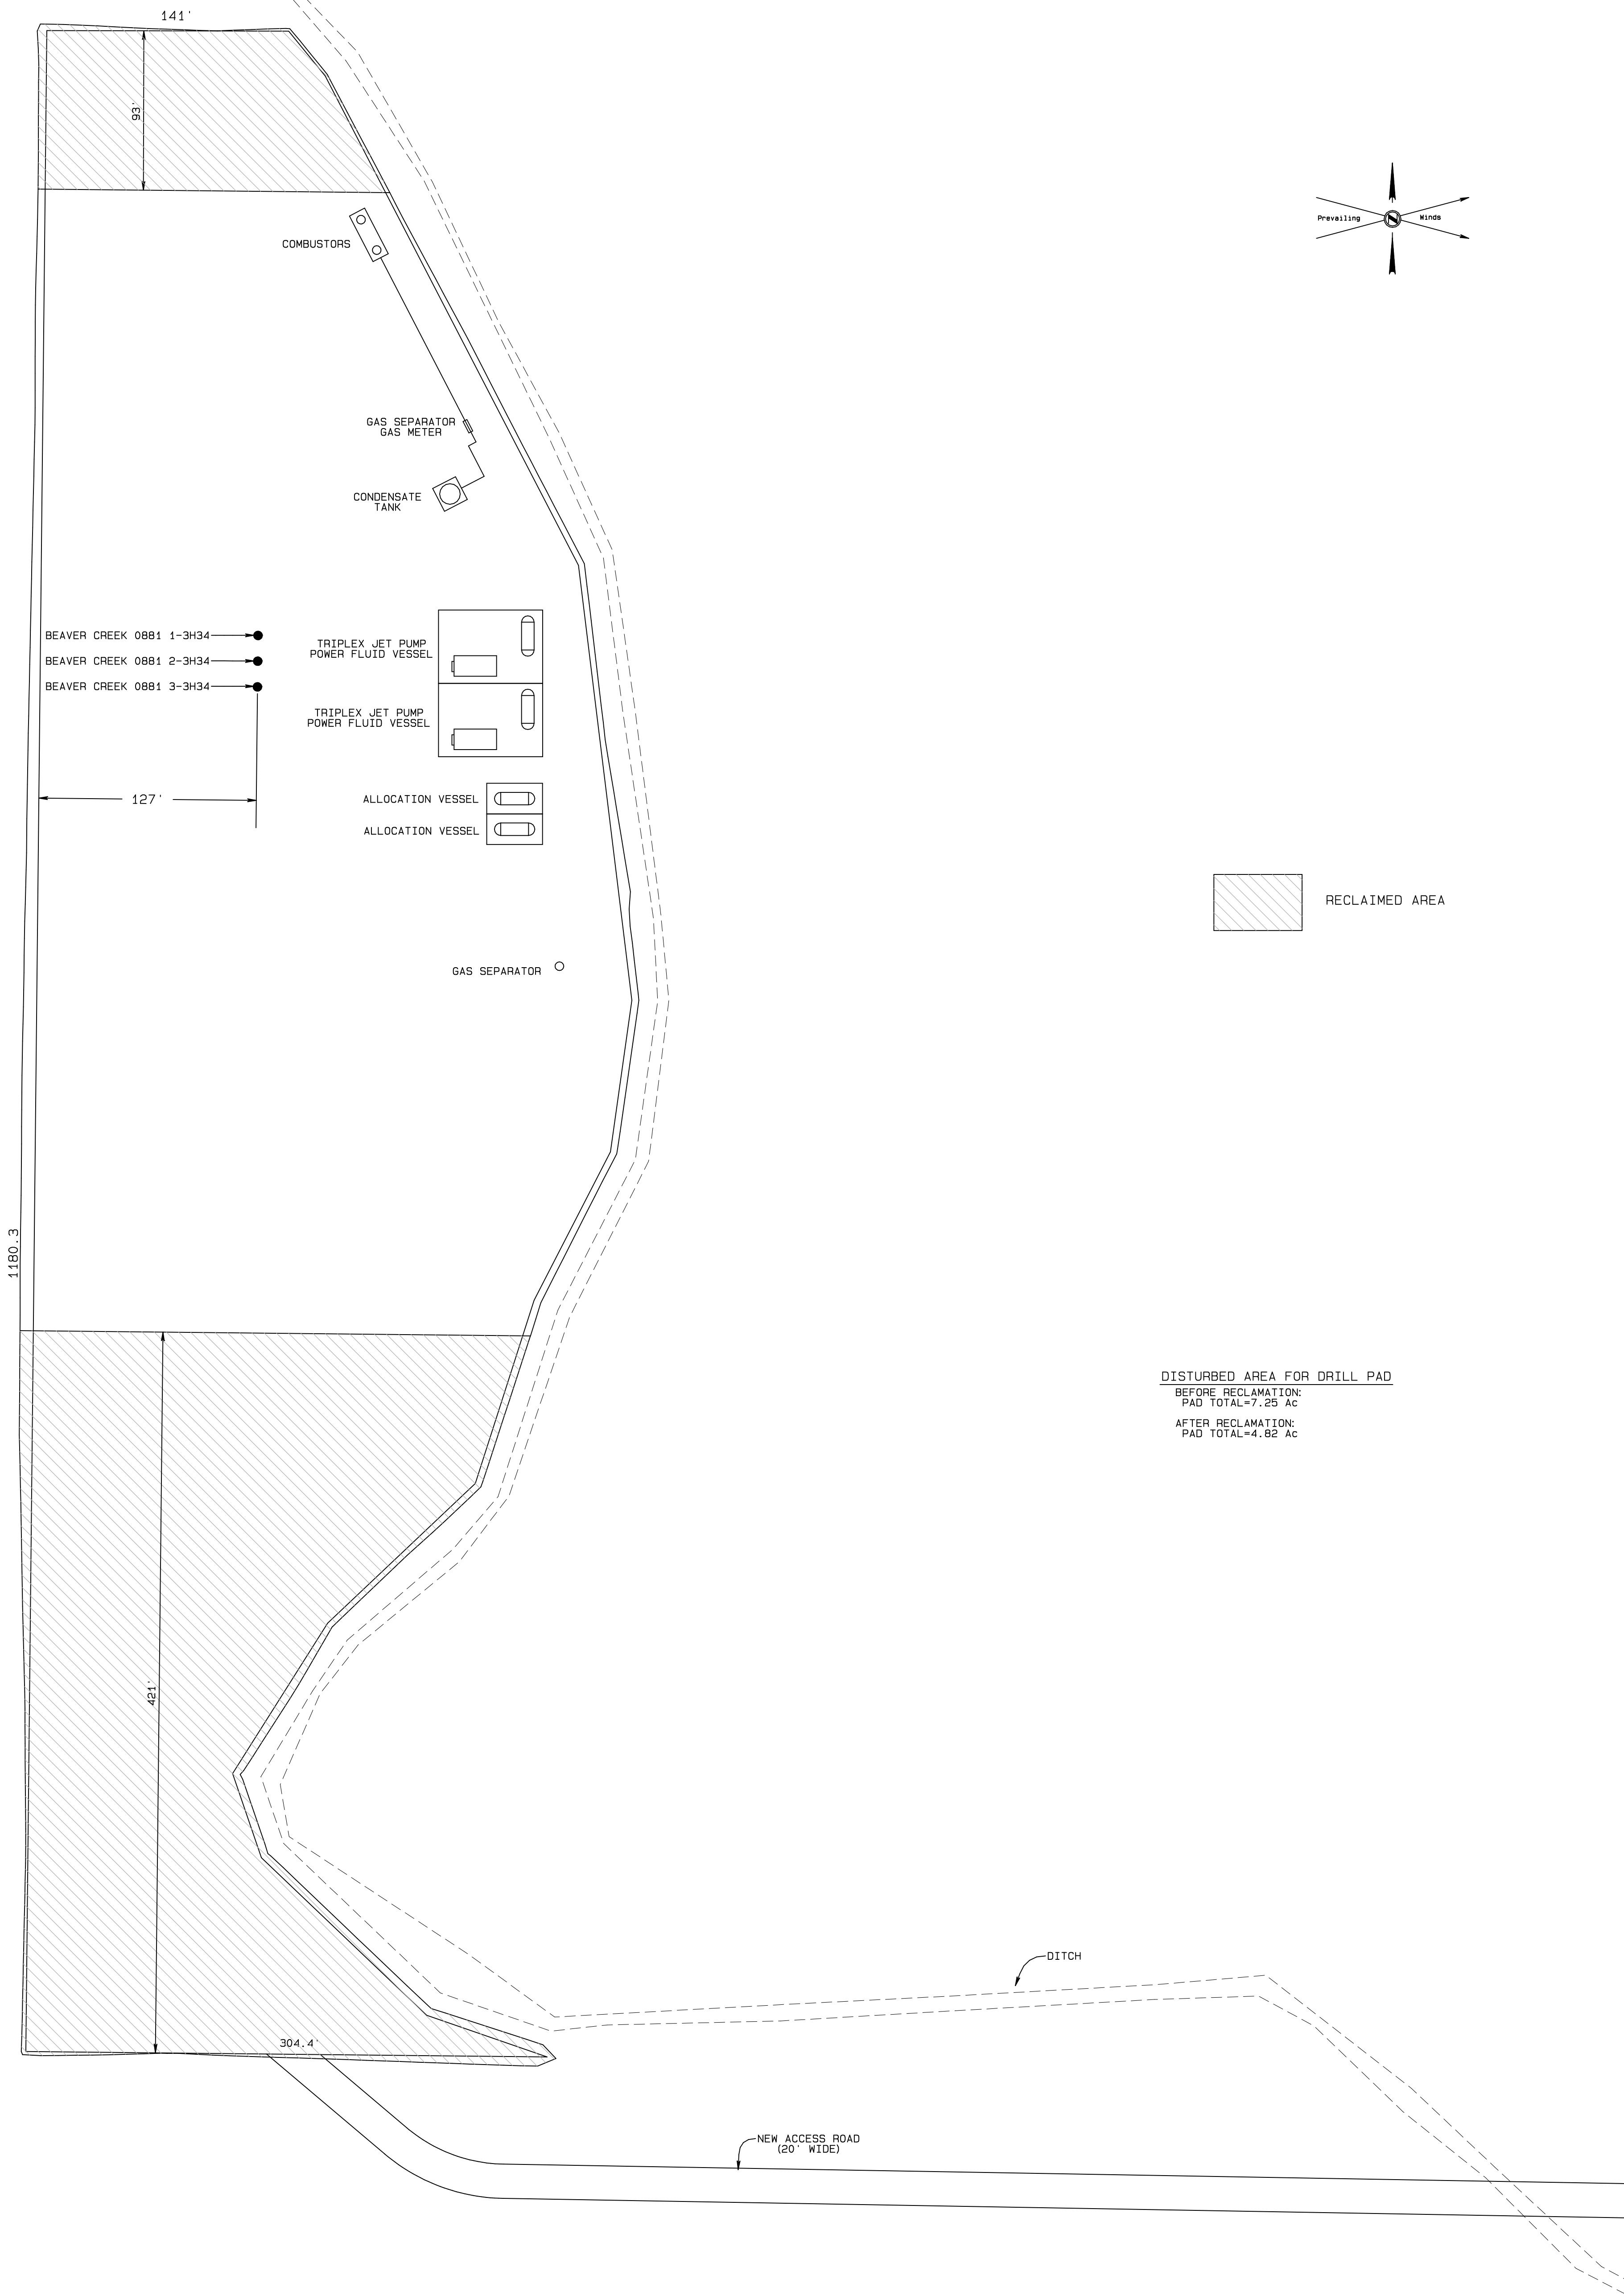 141'
93'
Prevailing
N
Winds
COMBUSTORS
GAS SEPARATOR
GAS METER
CONDENSATE
TANK
BEAVER CREEK 0881 1-3H34
BEAVER CREEK 0881 2-3H34
BEAVER CREEK 0881 3-3H34
TRIPLEX JET PUMP
POWER FLUID VESSEL
TRIPLEX JET PUMP
POWER FLUID VESSEL
127'
ALLOCATION VESSEL
ALLOCATION VESSEL
RECLAIMED AREA
GAS SEPARATOR
1180.3
DISTURBED AREA FOR DRILL PAD
BEFORE RECLAMATION:
PAD TOTAL=7.25 Ac
AFTER RECLAMATION:
PAD TOTAL=4.82 Ac
421'
DITCH
304.4'
NEW ACCESS ROAD
(20' WIDE)